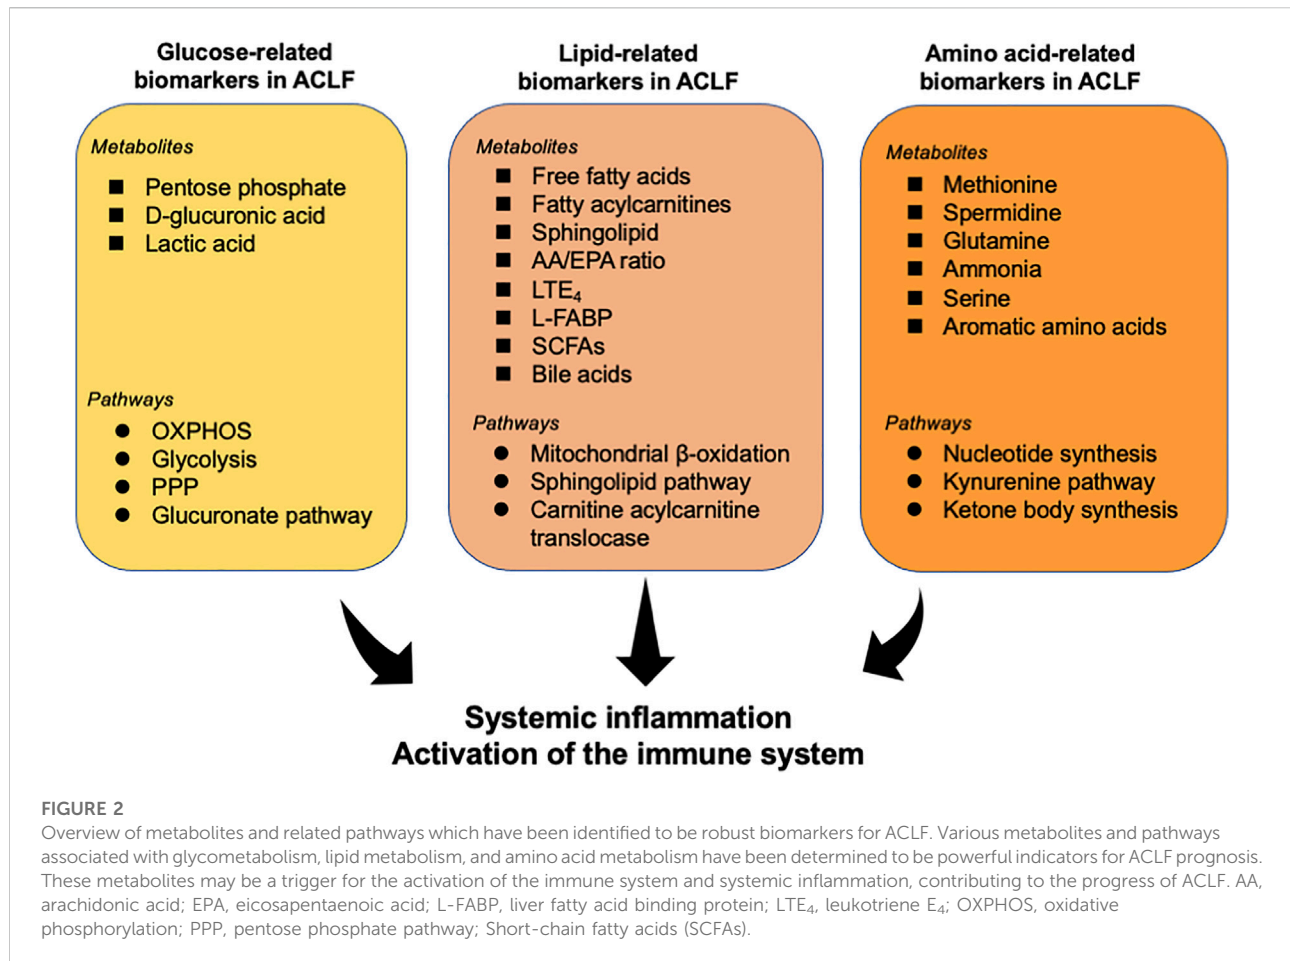 Glucose-related
biomarkers in ACLF
Metabolites
■ Pentose phosphate
■ D-glucuronic acid
■ Lactic acid
Pathways
● OXPHOS
● Glycolysis
● PPP
● Glucuronate pathway
Lipid-related
biomarkers in ACLF
Metabolites
■ Free fatty acids
■ Fatty acylcarnitines
■ Sphingolipid
■ AA/EPA ratio
■ LTE₄
■ L-FABP
■ SCFAs
■ Bile acids
Pathways
● Mitochondrial β-oxidation
● Sphingolipid pathway
● Carnitine acylcarnitine
translocase
Amino acid-related
biomarkers in ACLF
Metabolites
■ Methionine
■ Spermidine
■ Glutamine
■ Ammonia
■ Serine
■ Aromatic amino acids
Pathways
● Nucleotide synthesis
● Kynurenine pathway
● Ketone body synthesis
Systemic inflammation
Activation of the immune system
FIGURE 2
Overview of metabolites and related pathways which have been identified to be robust biomarkers for ACLF. Various metabolites and pathways
associated with glycometabolism, lipid metabolism, and amino acid metabolism have been determined to be powerful indicators for ACLF prognosis.
These metabolites may be a trigger for the activation of the immune system and systemic inflammation, contributing to the progress of ACLF. AA,
arachidonic acid; EPA, eicosapentaenoic acid; L-FABP, liver fatty acid binding protein; LTE₄, leukotriene E₄; OXPHOS, oxidative
phosphorylation; PPP, pentose phosphate pathway; Short-chain fatty acids (SCFAs).